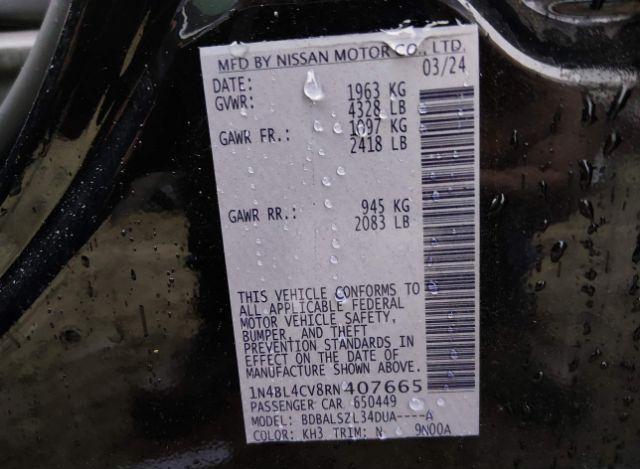 MFD BY NISSAN MOTOR CO., LTD.
DATE: 03/24
GVWR: 1963 KG
4328 LB
GAWR FR.: 1097 KG
2418 LB
GAWR RR.: 945 KG
2083 LB
THIS VEHICLE CONFORMS TO
ALL APPLICABLE FEDERAL
MOTOR VEHICLE SAFETY,
BUMPER, AND THEFT
PREVENTION STANDARDS IN
EFFECT ON THE DATE OF
MANUFACTURE SHOWN ABOVE.
1N4BL4CV8RN407665
PASSENGER CAR 650449
MODEL: BDBALSZL34DUA----A
COLOR: KH3 TRIM: N 9N00A